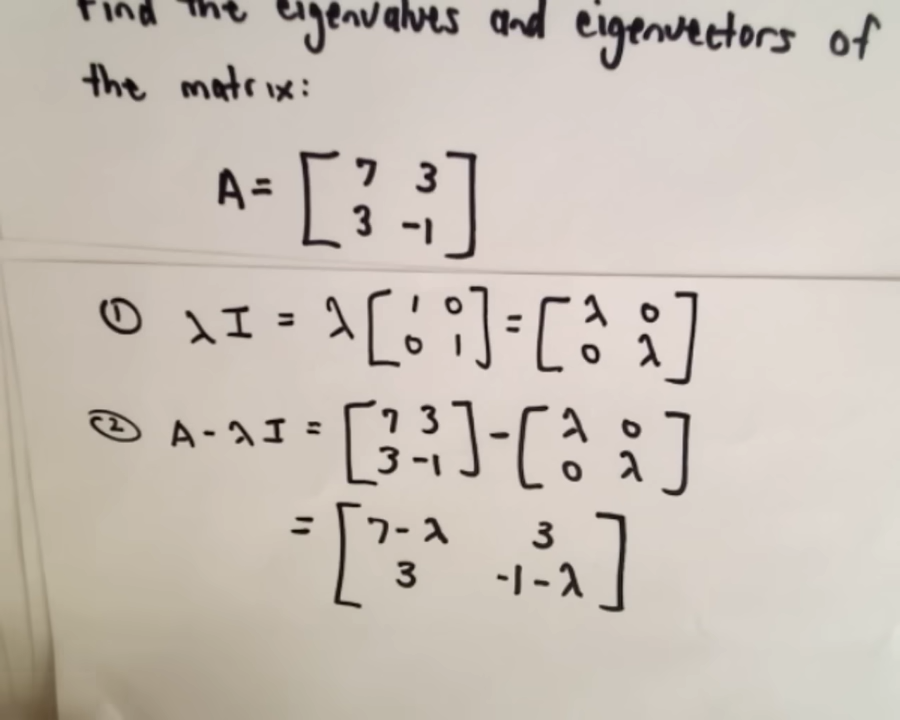 Find the eigenvalues and eigenvectors of
the matrix:
A = [ 7 3
3 -1 ]
① λI = λ [ 1 0
0 1 ] = [ λ 0
0 λ ]
② A - λI = [ 7 3
3 -1 ] - [ λ 0
0 λ ]
= [ 7-λ 3
3 -1-λ ]